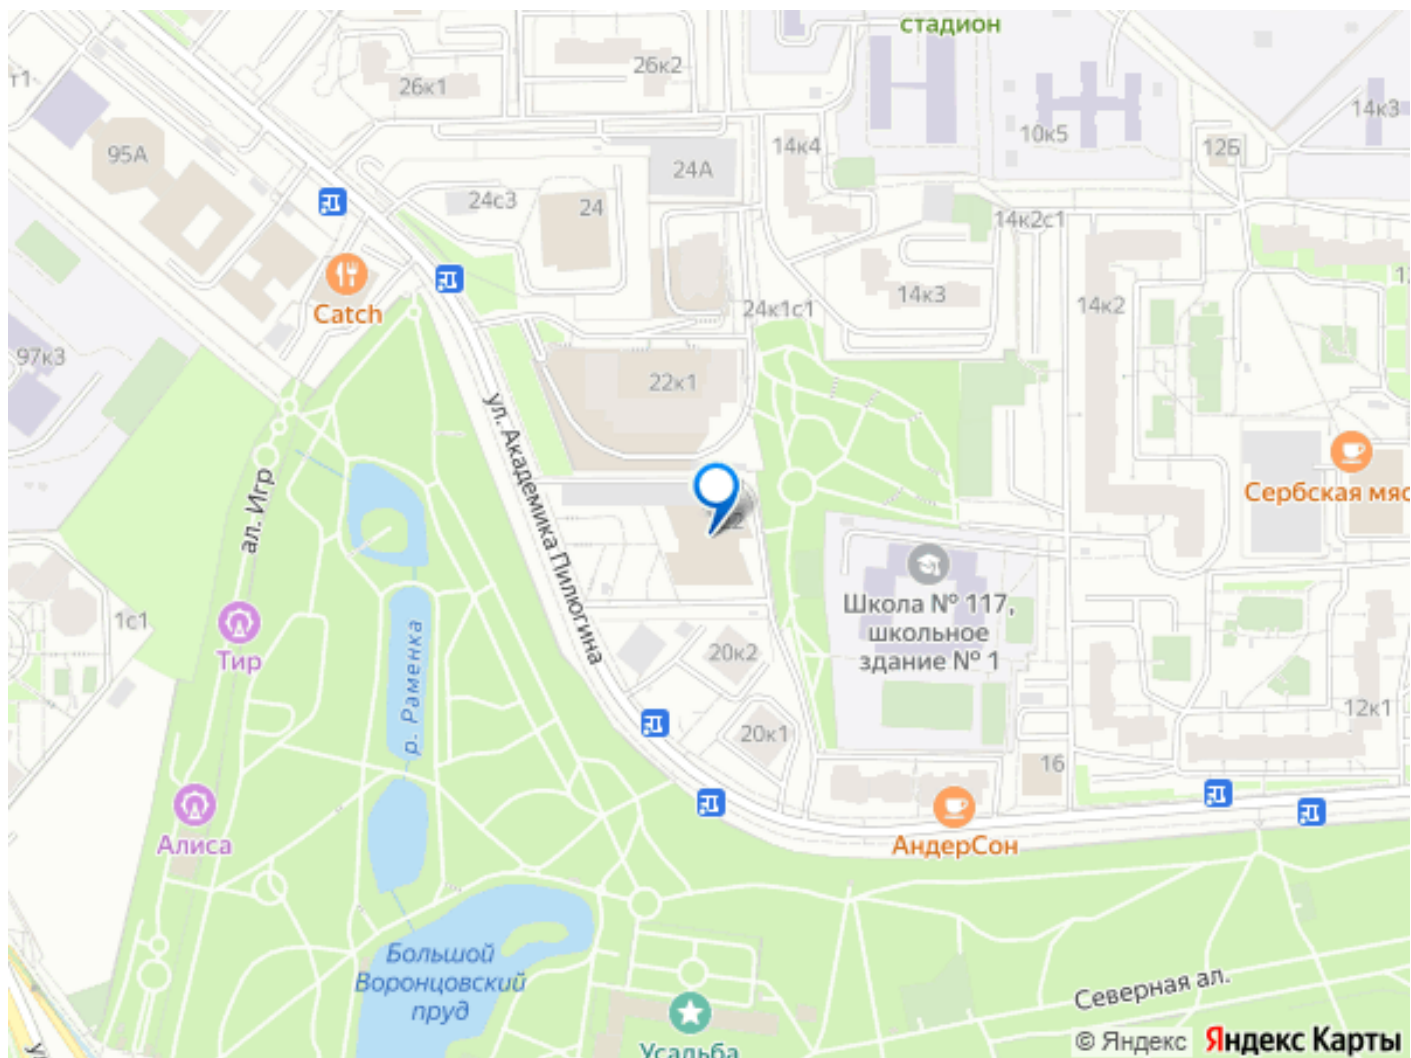 стадион
26к2
26к1
т1
14к3
10к5
12Б
14к4
95А
24А
24с3
24
14к2с1
Catch
14к3
24к1с1
14к2
97к3
22к1
ул. Академика Пилюгина
ал. Игр
Сербская мяс
Школа № 117,
школьное
здание № 1
1с1
Тир
р. Раменка
20к2
20к1
12к1
16
Алиса
АндерСон
Большой
Воронцовский
пруд
Северная ал.
Усадьба
© Яндекс Яндекс Карты